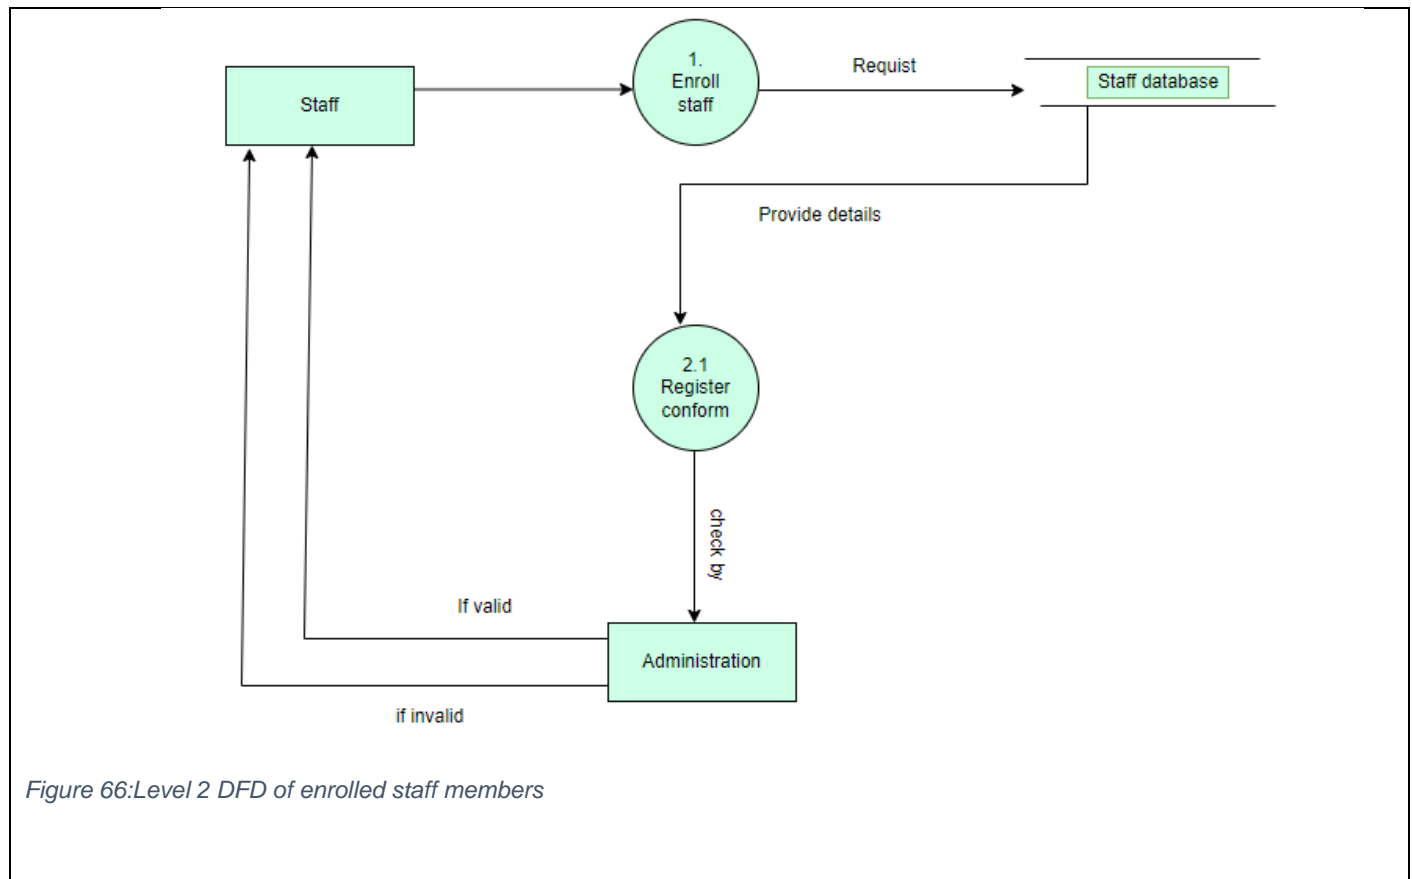 Staff
1.
Enroll
staff
Requist
Staff database
Provide details
2.1
Register
conform
check by
If valid
Administration
if invalid
Figure 66:Level 2 DFD of enrolled staff members